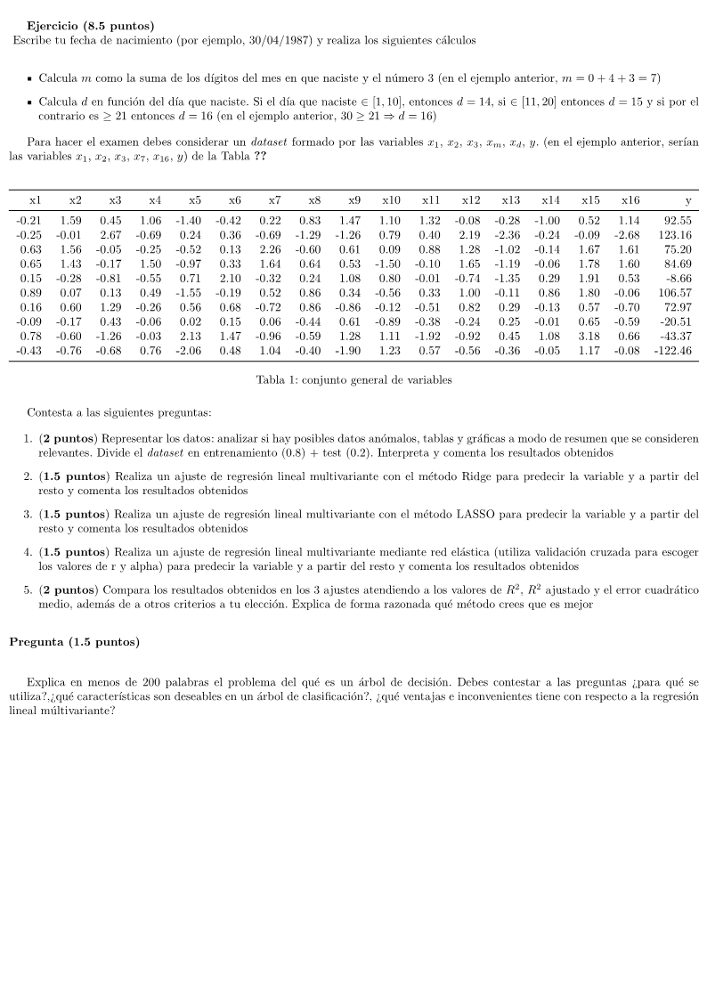 Ejercicio (8.5 puntos)
Escribe tu fecha de nacimiento (por ejemplo, 30/04/1987) y realiza los siguientes cálculos
▪ Calcula m como la suma de los dígitos del mes en que naciste y el número 3 (en el ejemplo anterior, m = 0 + 4 + 3 = 7)
▪ Calcula d en función del día que naciste. Si el día que naciste ∈ [1, 10], entonces d = 14, si ∈ [11, 20] entonces d = 15 y si por el
contrario es ≥ 21 entonces d = 16 (en el ejemplo anterior, 30 ≥ 21 ⇒ d = 16)
Para hacer el examen debes considerar un dataset formado por las variables x₁, x₂, x₃, xₘ, x_d, y. (en el ejemplo anterior, serían
las variables x₁, x₂, x₃, x₇, x₁₆, y) de la Tabla ??
x1 x2 x3 x4 x5 x6 x7 x8 x9 x10 x11 x12 x13 x14 x15 x16 y
-0.21 1.59 0.45 1.06 -1.40 -0.42 0.22 0.83 1.47 1.10 1.32 -0.08 -0.28 -1.00 0.52 1.14 92.55
-0.25 -0.01 2.67 -0.69 0.24 0.36 -0.69 -1.29 -1.26 0.79 0.40 2.19 -2.36 -0.24 -0.09 -2.68 123.16
0.63 1.56 -0.05 -0.25 -0.52 0.13 2.26 -0.60 0.61 0.09 0.88 1.28 -1.02 -0.14 1.67 1.61 75.20
0.65 1.43 -0.17 1.50 -0.97 0.33 1.64 0.64 0.53 -1.50 -0.10 1.65 -1.19 -0.06 1.78 1.60 84.69
0.15 -0.28 -0.81 -0.55 0.71 2.10 -0.32 0.24 1.08 0.80 -0.01 -0.74 -1.35 0.29 1.91 0.53 -8.66
0.89 0.07 0.13 0.49 -1.55 -0.19 0.52 0.86 0.34 -0.56 0.33 1.00 -0.11 0.86 1.80 -0.06 106.57
0.16 0.60 1.29 -0.26 0.56 0.68 -0.72 0.86 -0.86 -0.12 -0.51 0.82 0.29 -0.13 0.57 -0.70 72.97
-0.09 -0.17 0.43 -0.06 0.02 0.15 0.06 -0.44 0.61 -0.89 -0.38 -0.24 0.25 -0.01 0.65 -0.59 -20.51
0.78 -0.60 -1.26 -0.03 2.13 1.47 -0.96 -0.59 1.28 1.11 -1.92 -0.92 0.45 1.08 3.18 0.66 -43.37
-0.43 -0.76 -0.68 0.76 -2.06 0.48 1.04 -0.40 -1.90 1.23 0.57 -0.56 -0.36 -0.05 1.17 -0.08 -122.46
Tabla 1: conjunto general de variables
Contesta a las siguientes preguntas:
1. (2 puntos) Representar los datos: analizar si hay posibles datos anómalos, tablas y gráficas a modo de resumen que se consideren
relevantes. Divide el dataset en entrenamiento (0.8) + test (0.2). Interpreta y comenta los resultados obtenidos
2. (1.5 puntos) Realiza un ajuste de regresión lineal multivariante con el método Ridge para predecir la variable y a partir del
resto y comenta los resultados obtenidos
3. (1.5 puntos) Realiza un ajuste de regresión lineal multivariante con el método LASSO para predecir la variable y a partir del
resto y comenta los resultados obtenidos
4. (1.5 puntos) Realiza un ajuste de regresión lineal multivariante mediante red elástica (utiliza validación cruzada para escoger
los valores de r y alpha) para predecir la variable y a partir del resto y comenta los resultados obtenidos
5. (2 puntos) Compara los resultados obtenidos en los 3 ajustes atendiendo a los valores de R², R² ajustado y el error cuadrático
medio, además de a otros criterios a tu elección. Explica de forma razonada qué método crees que es mejor
Pregunta (1.5 puntos)
Explica en menos de 200 palabras el problema del qué es un árbol de decisión. Debes contestar a las preguntas ¿para qué se
utiliza?,¿qué características son deseables en un árbol de clasificación?, ¿qué ventajas e inconvenientes tiene con respecto a la regresión
lineal múltivariante?